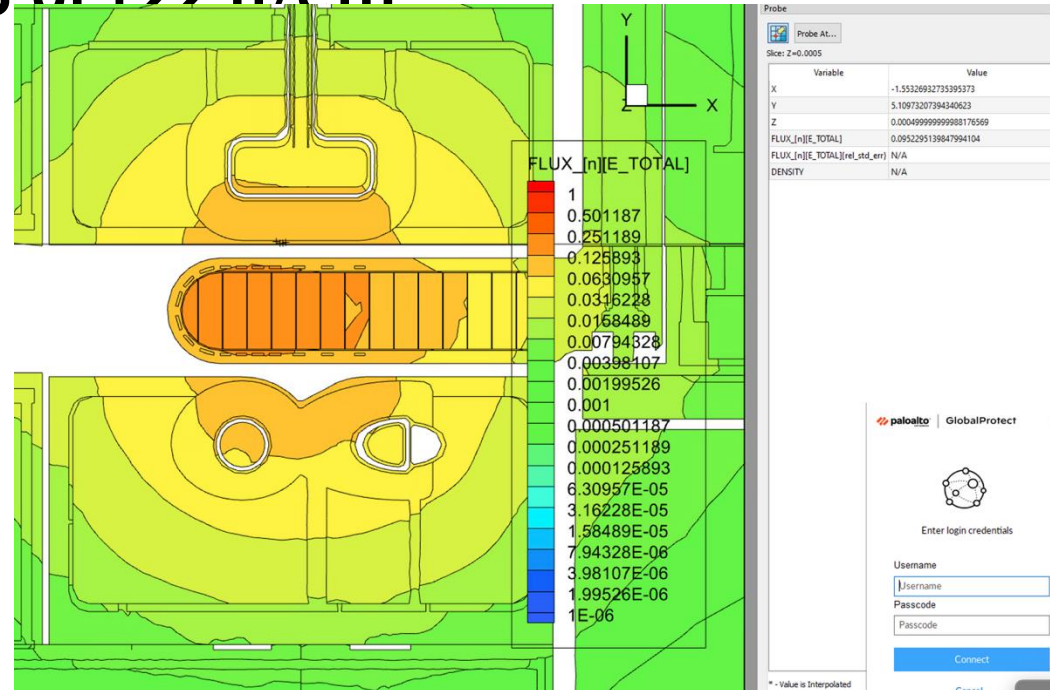 Probe
Probe At...
Slice: Z=0.0005
Variable Value
X -1.55326932735395373
Y 5.10973207394340623
Z 0.000499999999988176569
FLUX_[n][E_TOTAL] 0.0952295139847994104
FLUX_[n][E_TOTAL](rel_std_err) N/A
DENSITY N/A
Y
Z X
FLUX_[n][E_TOTAL]
1
0.501187
0.251189
0.125893
0.0630957
0.0316228
0.0158489
0.00794328
0.00398107
0.00199526
0.001
0.000501187
0.000251189
0.000125893
6.30957E-05
3.16228E-05
1.58489E-05
7.94328E-06
3.98107E-06
1.99526E-06
1E-06
paloalto GlobalProtect
Enter login credentials
Username
Username
Passcode
Passcode
Connect
Cancel
* - Value is Interpolated